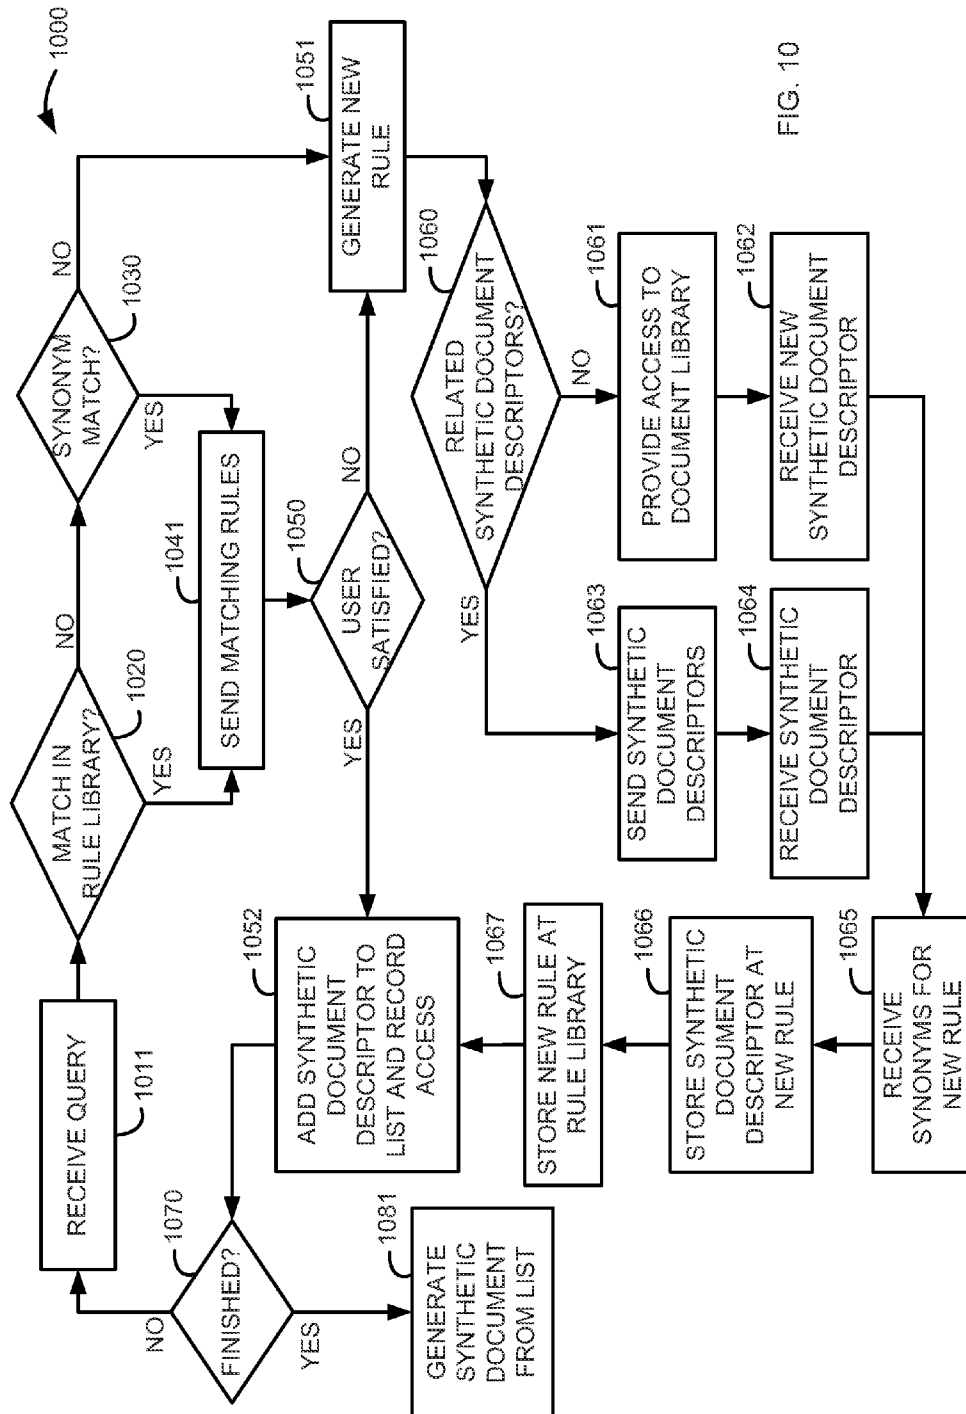 1000
RECEIVE QUERY
1011
MATCH IN
RULE LIBRARY?
1020
NO
YES
SYNONYM
MATCH?
1030
NO
YES
1041
SEND MATCHING RULES
USER
SATISFIED?
1050
NO
YES
GENERATE NEW
RULE
1051
ADD SYNTHETIC
DOCUMENT
DESCRIPTOR TO
LIST AND RECORD
ACCESS
1052
RELATED
SYNTHETIC DOCUMENT
DESCRIPTORS?
1060
YES
NO
PROVIDE ACCESS TO
DOCUMENT LIBRARY
1061
RECEIVE NEW
SYNTHETIC DOCUMENT
DESCRIPTOR
1062
SEND SYNTHETIC
DOCUMENT
DESCRIPTORS
1063
RECEIVE SYNTHETIC
DOCUMENT
DESCRIPTOR
1064
RECEIVE
SYNONYMS FOR
NEW RULE
1065
STORE SYNTHETIC
DOCUMENT
DESCRIPTOR AT
NEW RULE
1066
STORE NEW RULE AT
RULE LIBRARY
1067
FINISHED?
1070
NO
YES
GENERATE
SYNTHETIC
DOCUMENT
FROM LIST
1081
FIG. 10